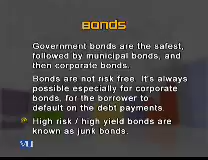 Bonds
Government bonds are the safest,
followed by municipal bonds, and
then corporate bonds.
Bonds are not risk free. It's always
possible especially for corporate
bonds, for the borrower to
default on the debt payments.
High risk / high yield bonds are
known as junk bonds.
VU